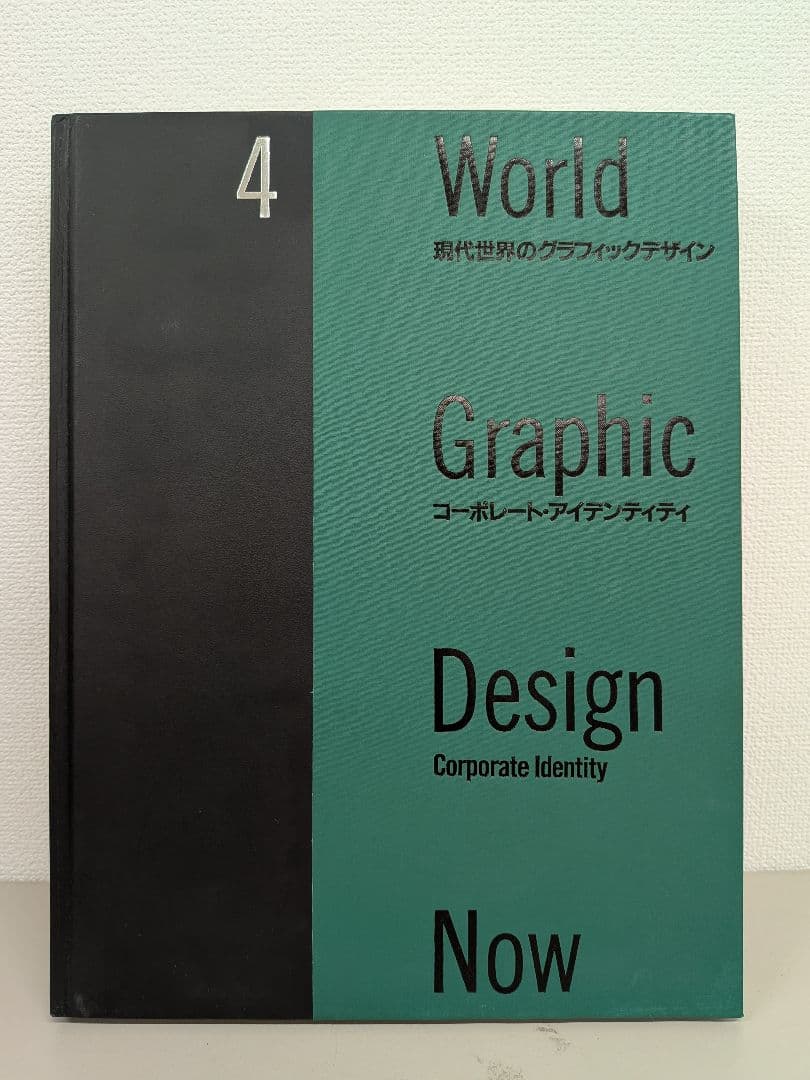 4
World
現代世界のグラフィックデザイン
Graphic
コーポレート・アイデンティティ
Design
Corporate Identity
Now